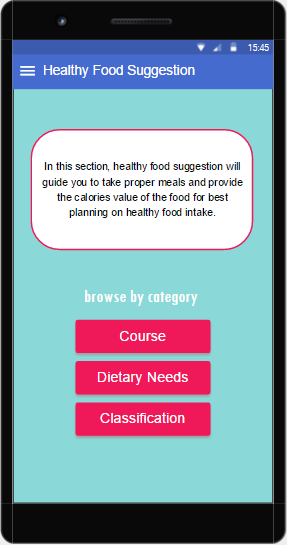 15:45
Healthy Food Suggestion
In this section, healthy food suggestion will
guide you to take proper meals and provide
the calories value of the food for best
planning on healthy food intake.
browse by category
Course
Dietary Needs
Classification